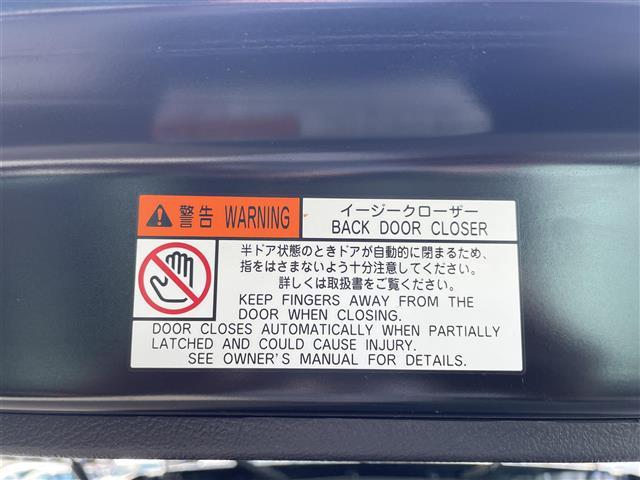 警告 WARNING
イージークローザー
BACK DOOR CLOSER
半ドア状態のときドアが自動的に閉まるため、
指をはさまないよう十分注意してください。
詳しくは取扱書をご覧ください。
KEEP FINGERS AWAY FROM THE
DOOR WHEN CLOSING.
DOOR CLOSES AUTOMATICALLY WHEN PARTIALLY
LATCHED AND COULD CAUSE INJURY.
SEE OWNER'S MANUAL FOR DETAILS.